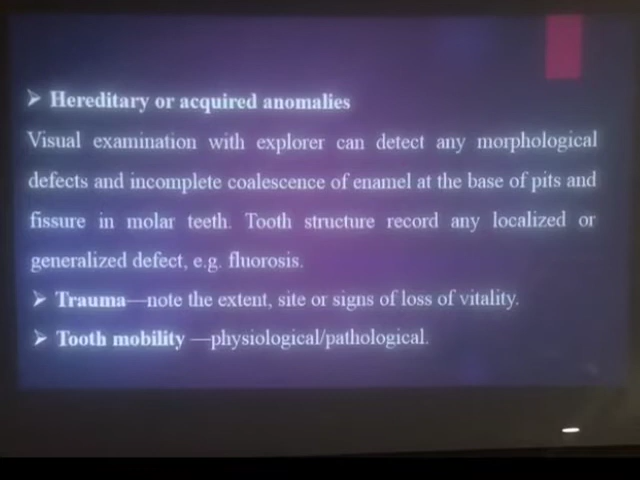 ➢ Hereditary or acquired anomalies
Visual examination with explorer can detect any morphological
defects and incomplete coalescence of enamel at the base of pits and
fissure in molar teeth. Tooth structure record any localized or
generalized defect, e.g. fluorosis.
➢ Trauma—note the extent, site or signs of loss of vitality.
➢ Tooth mobility —physiological/pathological.